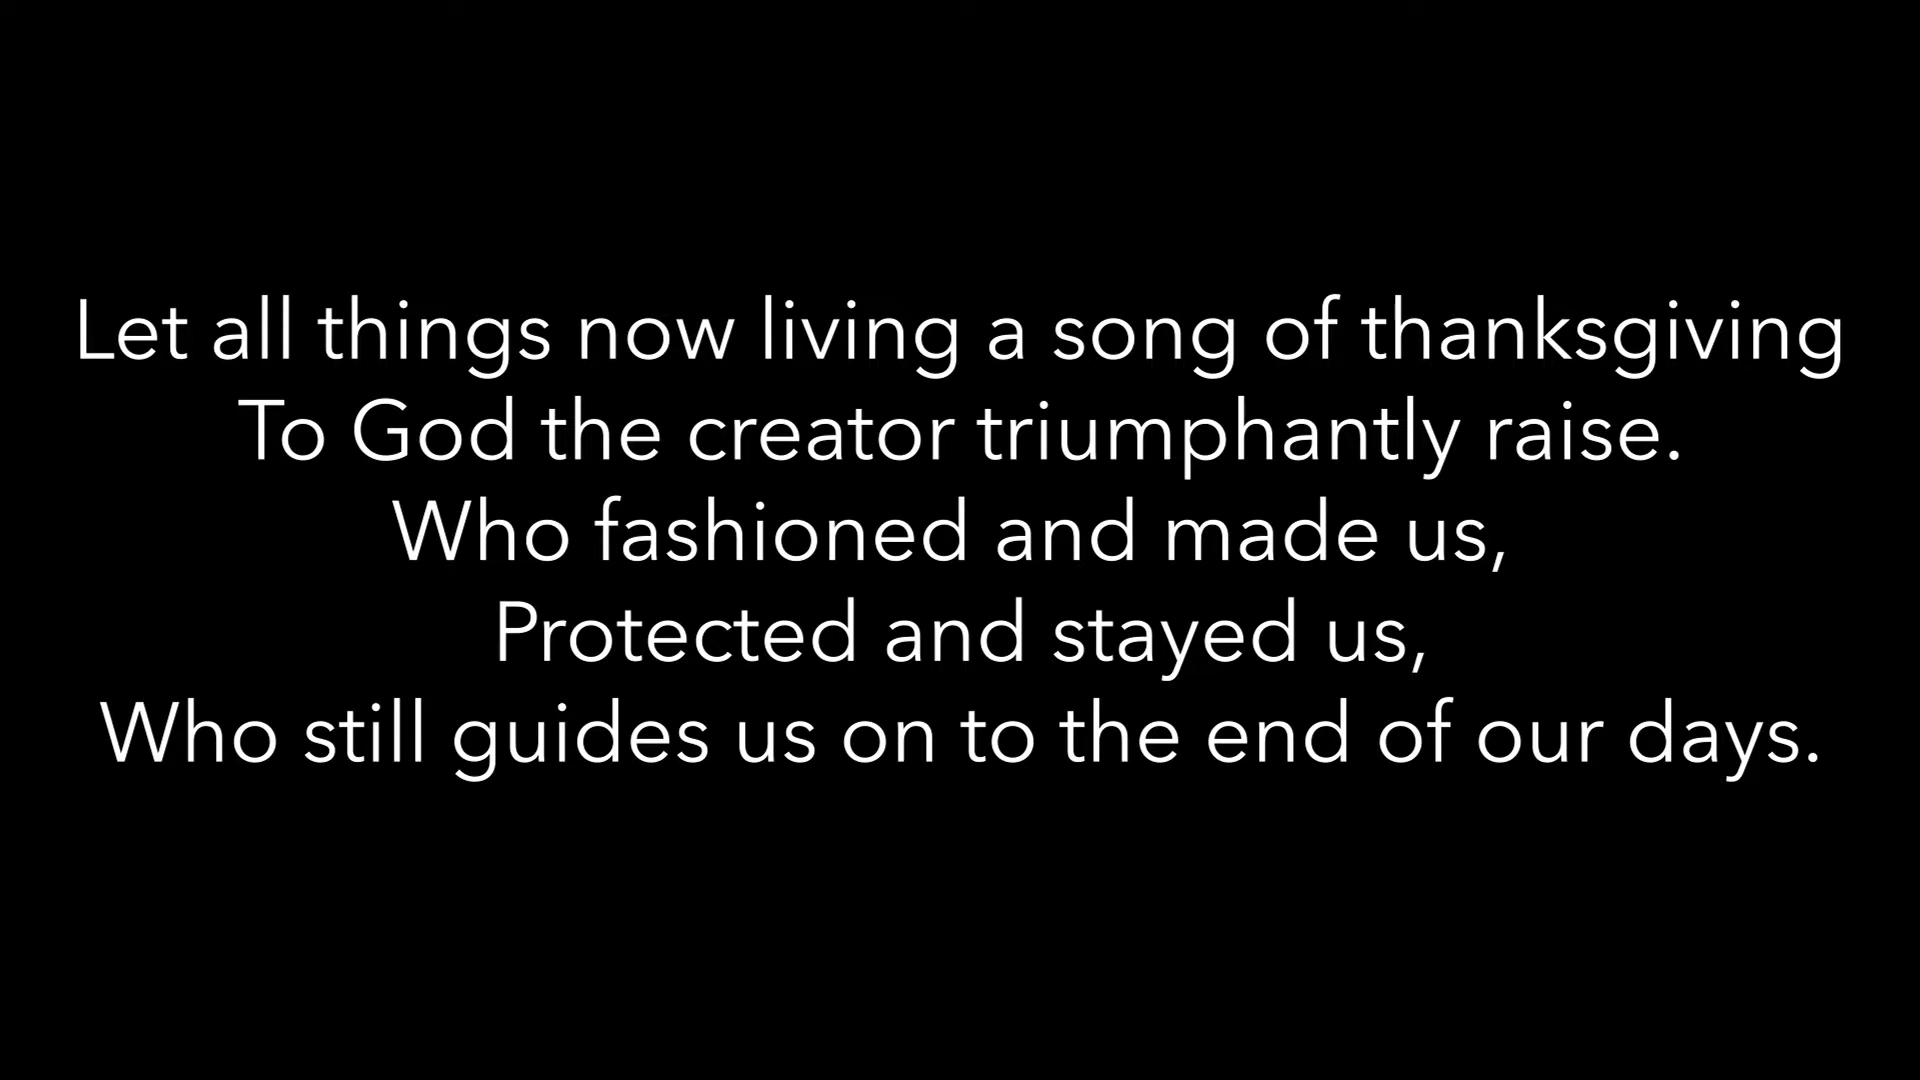 Let all things now living a song of thanksgiving
To God the creator triumphantly raise.
Who fashioned and made us,
Protected and stayed us,
Who still guides us on to the end of our days.